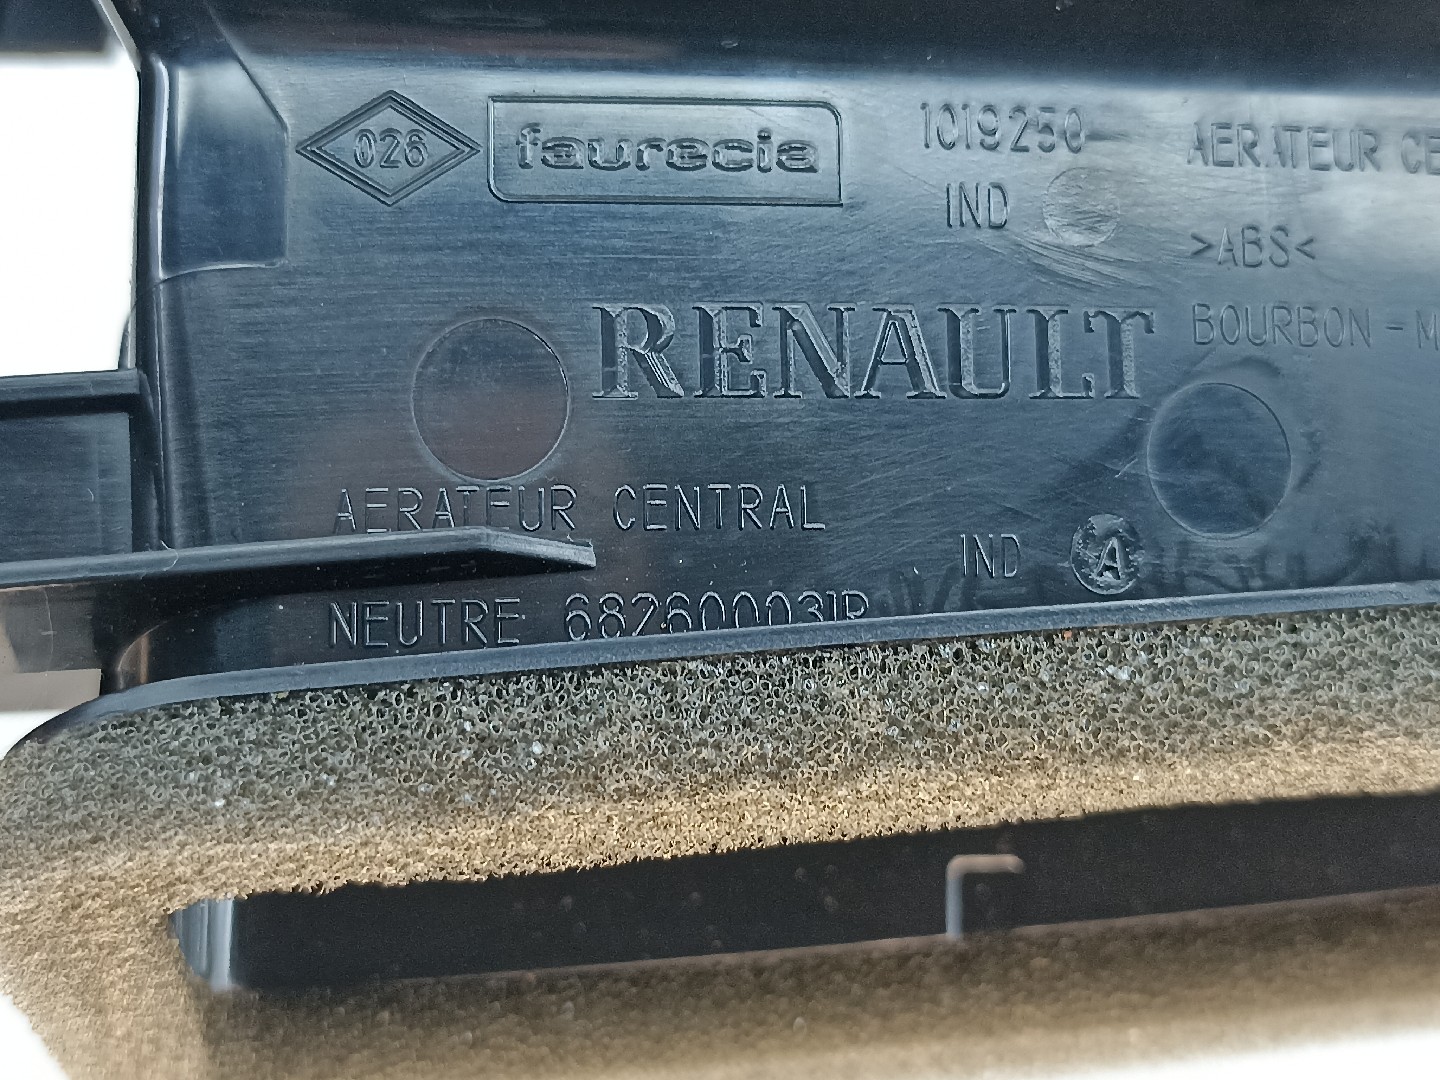 026 faurecia 1019250 AERATEUR CE
IND >ABS<
RENAULT BOURBON - M
AERATEUR CENTRAL
IND A
NEUTRE 682600031R